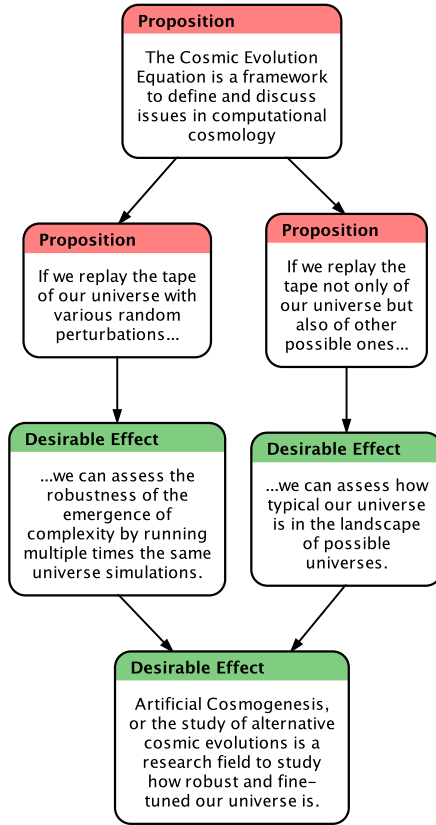 Proposition
The Cosmic Evolution
Equation is a framework
to define and discuss
issues in computational
cosmology
Proposition
If we replay the tape
of our universe with
various random
perturbations...
Proposition
If we replay the
tape not only of
our universe but
also of other
possible ones...
Desirable Effect
...we can assess the
robustness of the
emergence of
complexity by running
multiple times the same
universe simulations.
Desirable Effect
...we can assess how
typical our universe
is in the landscape
of possible
universes.
Desirable Effect
Artificial Cosmogenesis,
or the study of alternative
cosmic evolutions is a
research field to study
how robust and fine-
tuned our universe is.